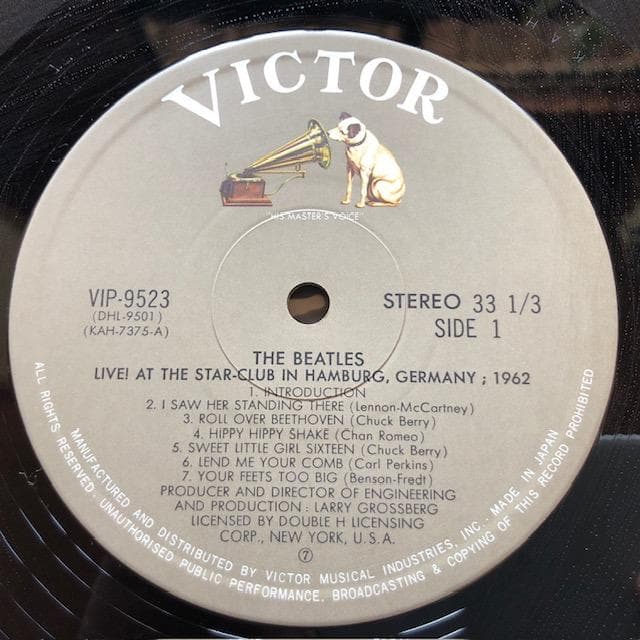 VICTOR
"HIS MASTER'S VOICE"
VIP-9523
(DHL-9501)
(KAH-7375-A)
STEREO 33 1/3
SIDE 1
THE BEATLES
LIVE! AT THE STAR-CLUB IN HAMBURG, GERMANY ; 1962
1. INTRODUCTION
2. I SAW HER STANDING THERE (Lennon-McCartney)
3. ROLL OVER BEETHOVEN (Chuck Berry)
4. HIPPY HIPPY SHAKE (Chan Romeo)
5. SWEET LITTLE GIRL SIXTEEN (Chuck Berry)
6. LEND ME YOUR COMB (Carl Perkins)
7. YOUR FEETS TOO BIG (Benson-Fredt)
PRODUCER AND DIRECTOR OF ENGINEERING
AND PRODUCTION : LARRY GROSSBERG
LICENSED BY DOUBLE H LICENSING
CORP., NEW YORK, U.S.A.
7
MANUFACTURED AND DISTRIBUTED BY VICTOR MUSICAL INDUSTRIES, INC.: MADE IN JAPAN
ALL RIGHTS RESERVED: UNAUTHORISED PUBLIC PERFORMANCE, BROADCASTING & COPYING OF THIS RECORD PROHIBITED